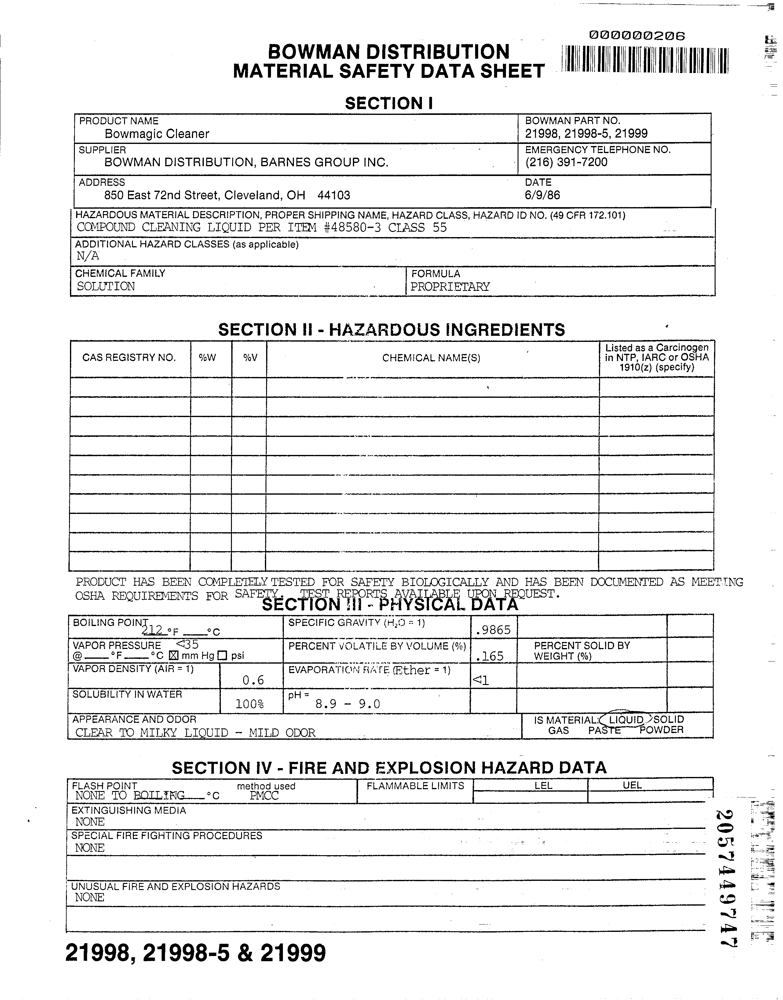 000000206
BOWMAN DISTRIBUTION
MATERIAL SAFETY DATA SHEET
SECTION I
PRODUCT NAME
Bowmagic Cleaner
BOWMAN PART NO.
21998, 21998-5, 21999
SUPPLIER
BOWMAN DISTRIBUTION, BARNES GROUP INC.
EMERGENCY TELEPHONE NO.
(216) 391-7200
ADDRESS
850 East 72nd Street, Cleveland, OH 44103
DATE
6/9/86
HAZARDOUS MATERIAL DESCRIPTION, PROPER SHIPPING NAME, HAZARD CLASS, HAZARD ID NO. (49 CFR 172.101)
COMPOUND CLEANING LIQUID PER ITEM #48580-3 CLASS 55
ADDITIONAL HAZARD CLASSES (as applicable)
N/A
CHEMICAL FAMILY
SOLUTION
FORMULA
PROPRIETARY
SECTION II - HAZARDOUS INGREDIENTS
CAS REGISTRY NO. %W %V CHEMICAL NAME(S)
Listed as a Carcinogen
in NTP, IARC or OSHA
1910(z) (specify)
PRODUCT HAS BEEN COMPLETELY TESTED FOR SAFETY BIOLOGICALLY AND HAS BEEN DOCUMENTED AS MEETING
OSHA REQUIREMENTS FOR SAFETY. TEST REPORTS AVAILABLE UPON REQUEST.
SECTION III - PHYSICAL DATA
BOILING POINT
212 °F ____ °C
SPECIFIC GRAVITY (H₂O = 1)
.9865
VAPOR PRESSURE <35
@ ____ °F ____ °C ☒ mm Hg ☐ psi
PERCENT VOLATILE BY VOLUME (%)
.165
PERCENT SOLID BY
WEIGHT (%)
VAPOR DENSITY (AIR = 1)
0.6
EVAPORATION RATE (Ether = 1)
<1
SOLUBILITY IN WATER
100%
pH =
8.9 - 9.0
APPEARANCE AND ODOR
CLEAR TO MILKY LIQUID - MILD ODOR
IS MATERIAL: LIQUID SOLID
GAS PASTE POWDER
SECTION IV - FIRE AND EXPLOSION HAZARD DATA
FLASH POINT
NONE TO BOILING ____ °C
method used
PMCC
FLAMMABLE LIMITS
LEL
UEL
EXTINGUISHING MEDIA
NONE
SPECIAL FIRE FIGHTING PROCEDURES
NONE
UNUSUAL FIRE AND EXPLOSION HAZARDS
NONE
21998, 21998-5 & 21999
2057449747